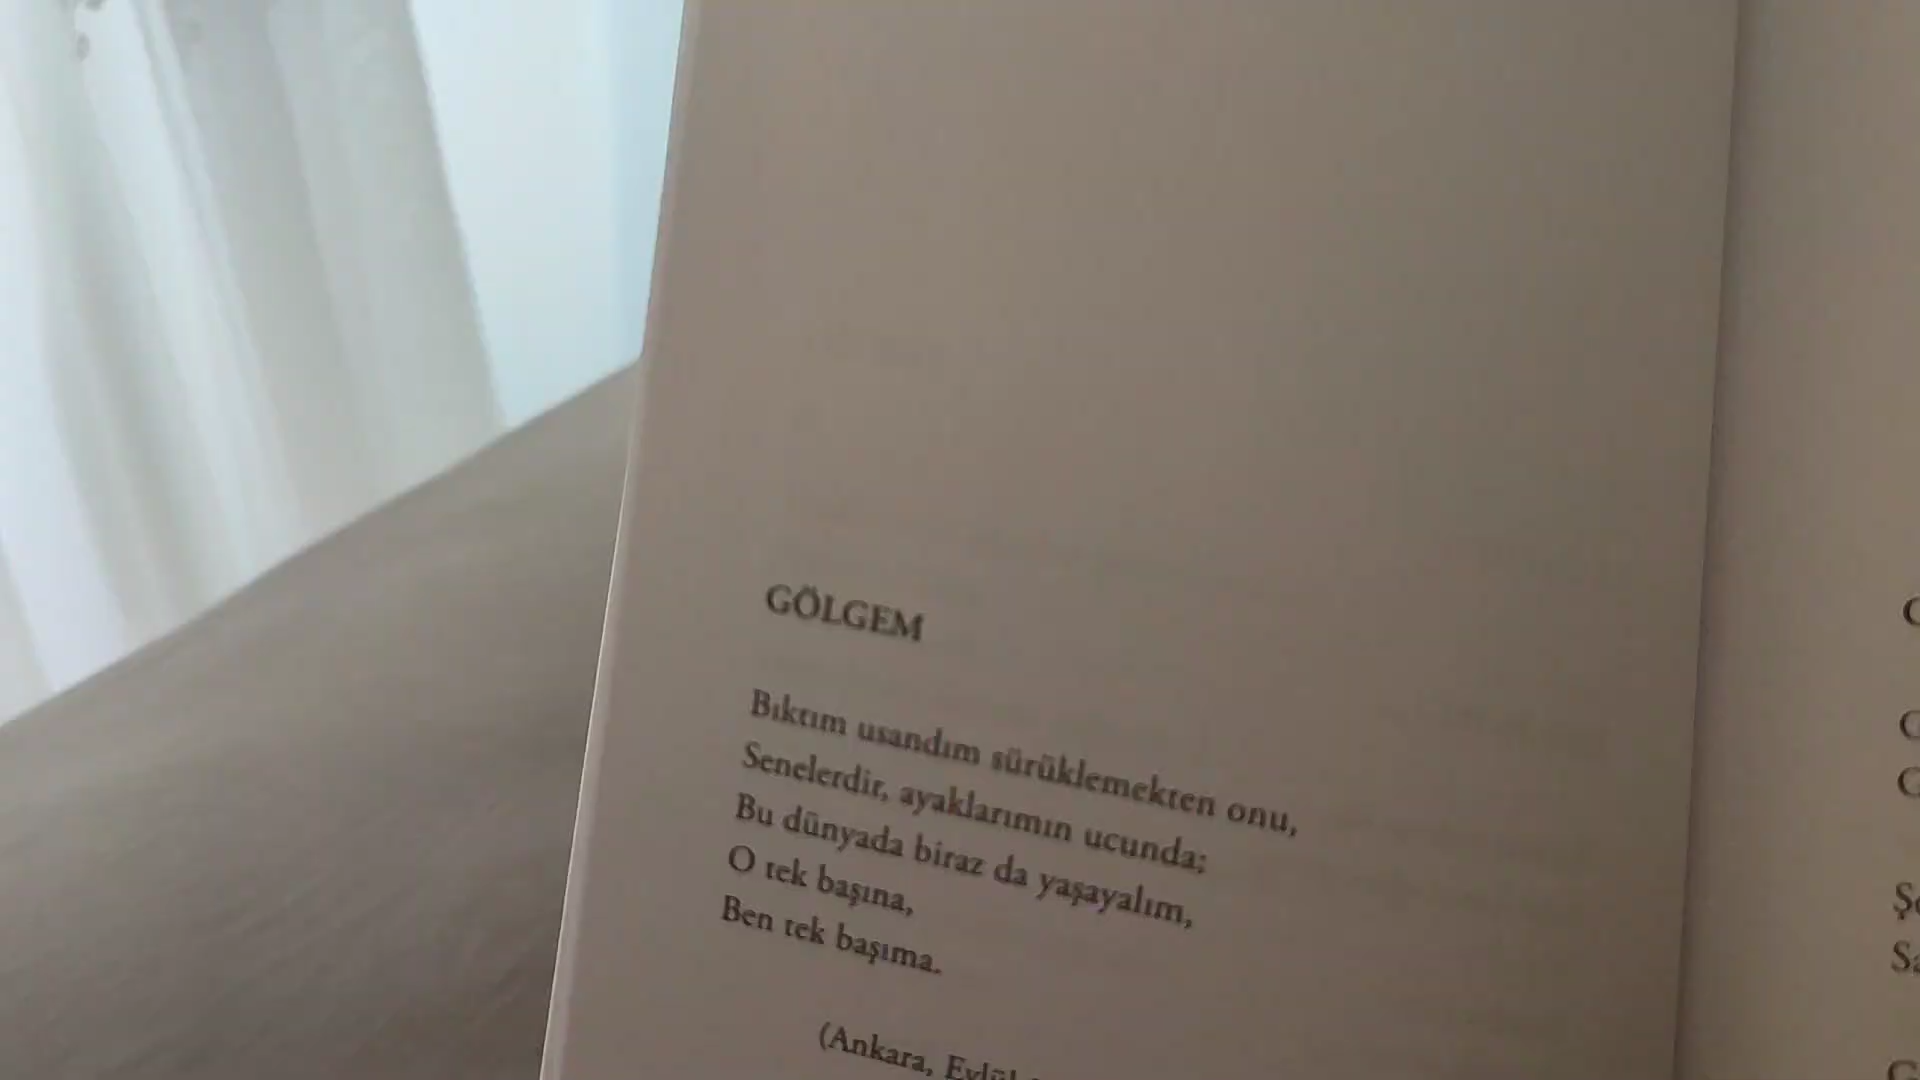 GÖLGEM
Bıktım usandım sürüklemekten onu,
Senelerdir, ayaklarımın ucunda;
Bu dünyada biraz da yaşayalım,
O tek başına,
Ben tek başıma.
(Ankara, Eylül